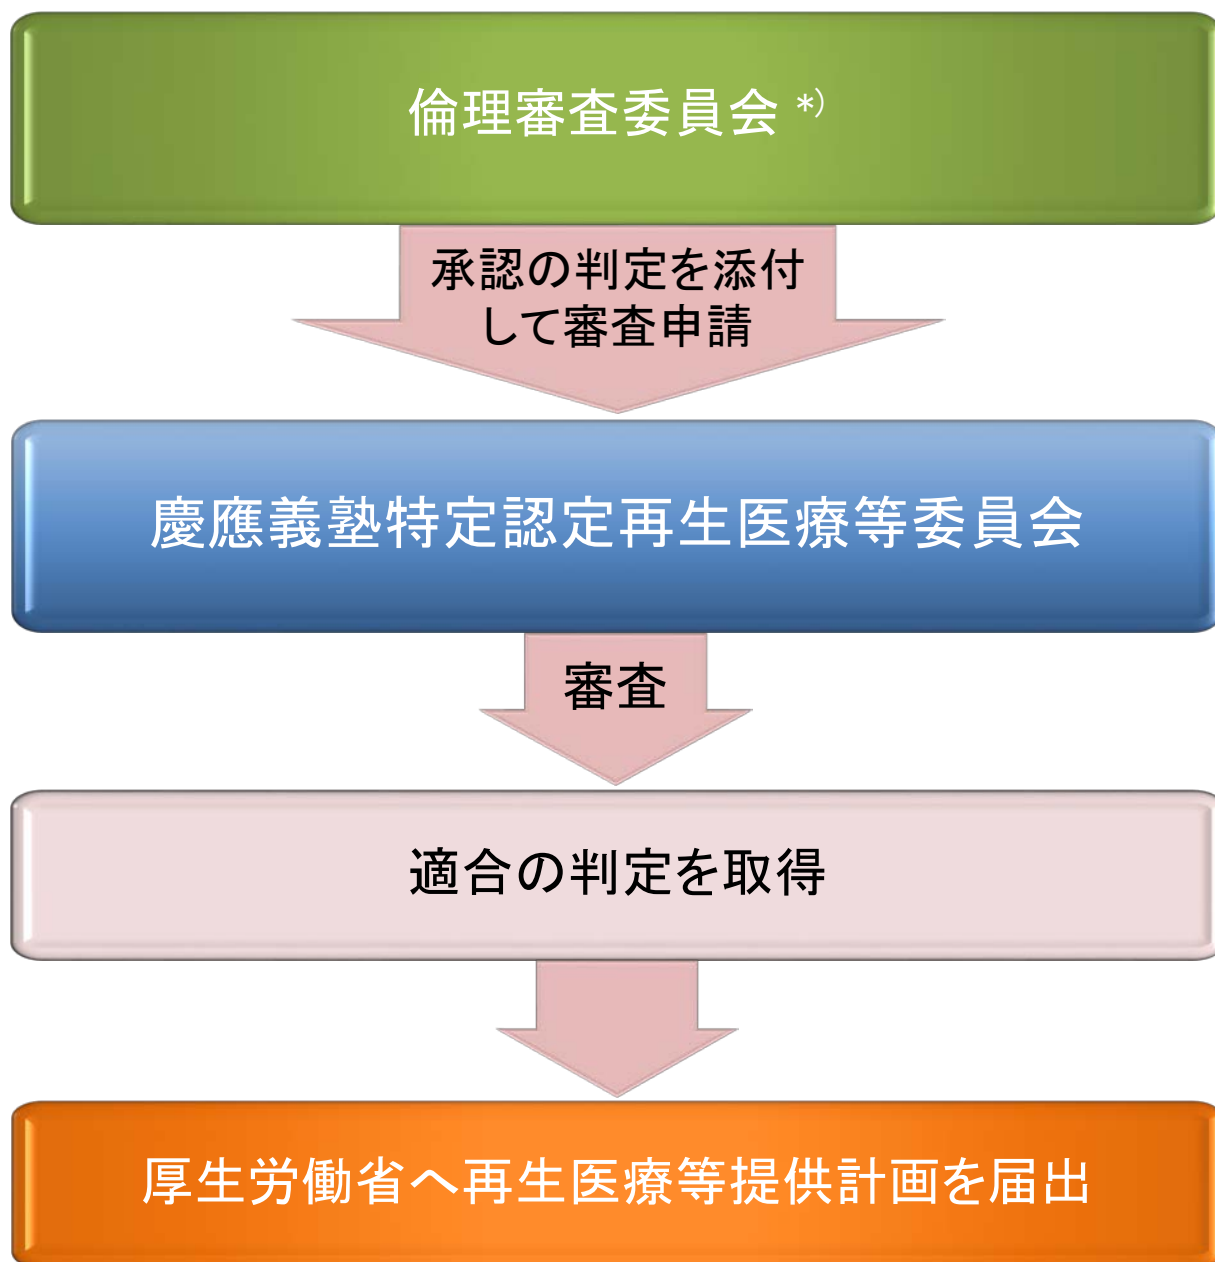 倫理審査委員会 *)
承認の判定を添付
して審査申請
慶應義塾特定認定再生医療等委員会
審査
適合の判定を取得
厚生労働省へ再生医療等提供計画を届出